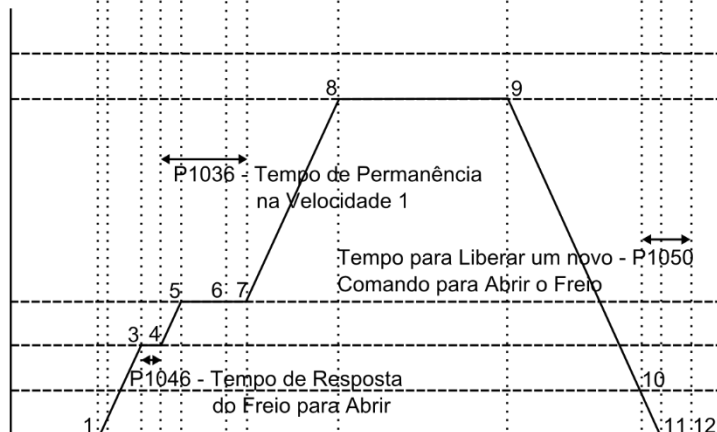 8
9
P1036 - Tempo de Permanência
na Velocidade 1
Tempo para Liberar um novo - P1050
Comando para Abrir o Freio
5 6 7
3 4
P1046 - Tempo de Resposta
do Freio para Abrir
10
1
11 12